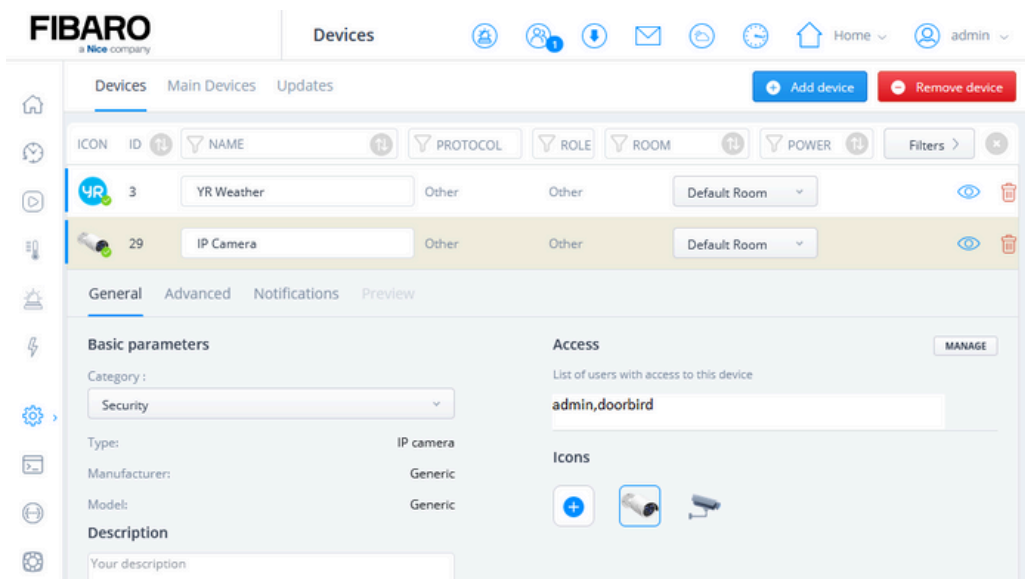 FIBARO
a Nice company
Devices
1
Home
admin
Devices Main Devices Updates
Add device
Remove device
ICON ID NAME PROTOCOL ROLE ROOM POWER Filters
YR 3 YR Weather Other Other Default Room
29 IP Camera Other Other Default Room
General Advanced Notifications Preview
Basic parameters
Category :
Security
Type: IP camera
Manufacturer: Generic
Model: Generic
Description
Your description
Access
MANAGE
List of users with access to this device
admin,doorbird
Icons